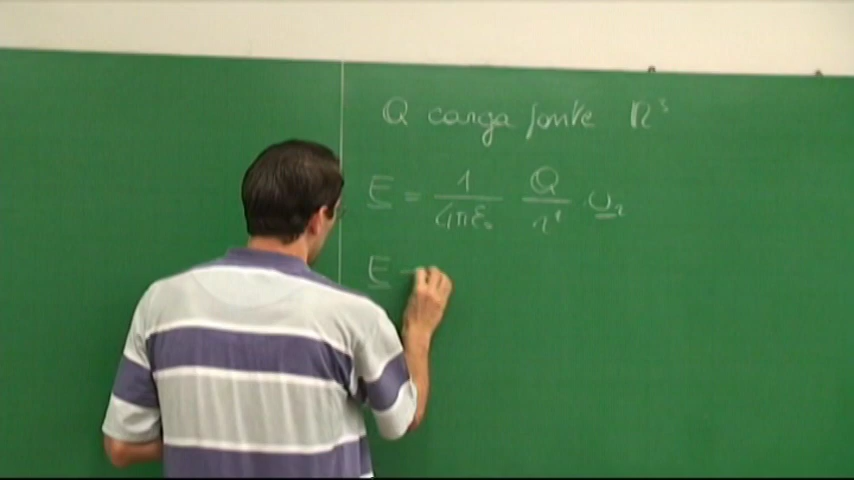 Q carga fonte R³
E = 1/4πε₀ Q/r² · u_r
E =